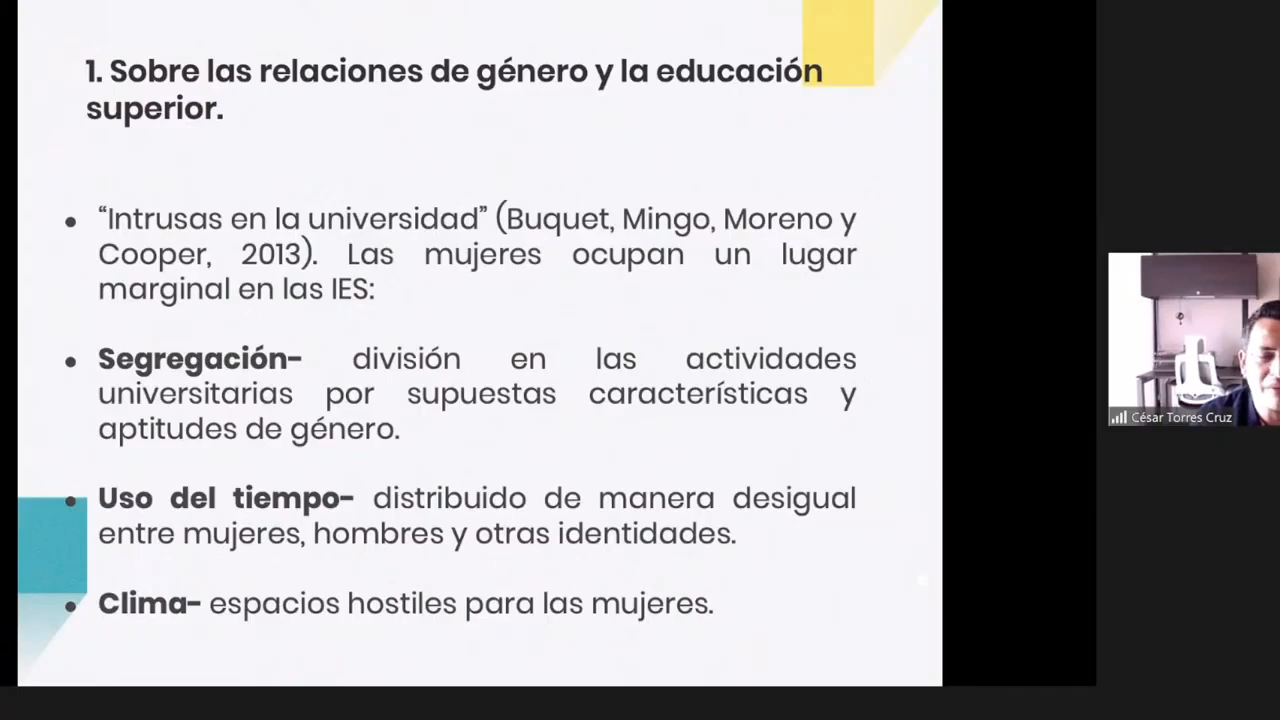 1. Sobre las relaciones de género y la educación
superior.
• “Intrusas en la universidad” (Buquet, Mingo, Moreno y
Cooper, 2013). Las mujeres ocupan un lugar
marginal en las IES:
• Segregación- división en las actividades
universitarias por supuestas características y
aptitudes de género.
• Uso del tiempo- distribuido de manera desigual
entre mujeres, hombres y otras identidades.
• Clima- espacios hostiles para las mujeres.
César Torres Cruz